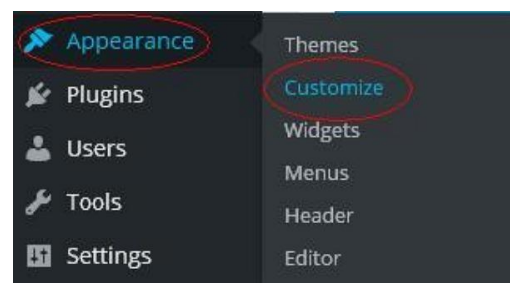 Appearance
Plugins
Users
Tools
Settings
Themes
Customize
Widgets
Menus
Header
Editor